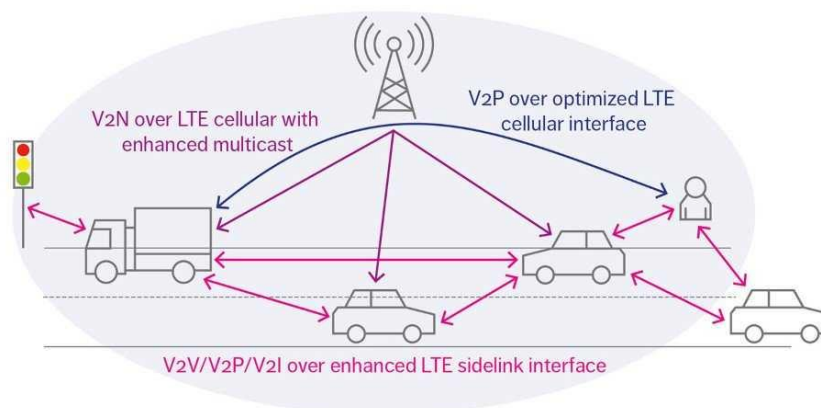 V2N over LTE cellular with
enhanced multicast
V2P over optimized LTE
cellular interface
V2V/V2P/V2I over enhanced LTE sidelink interface